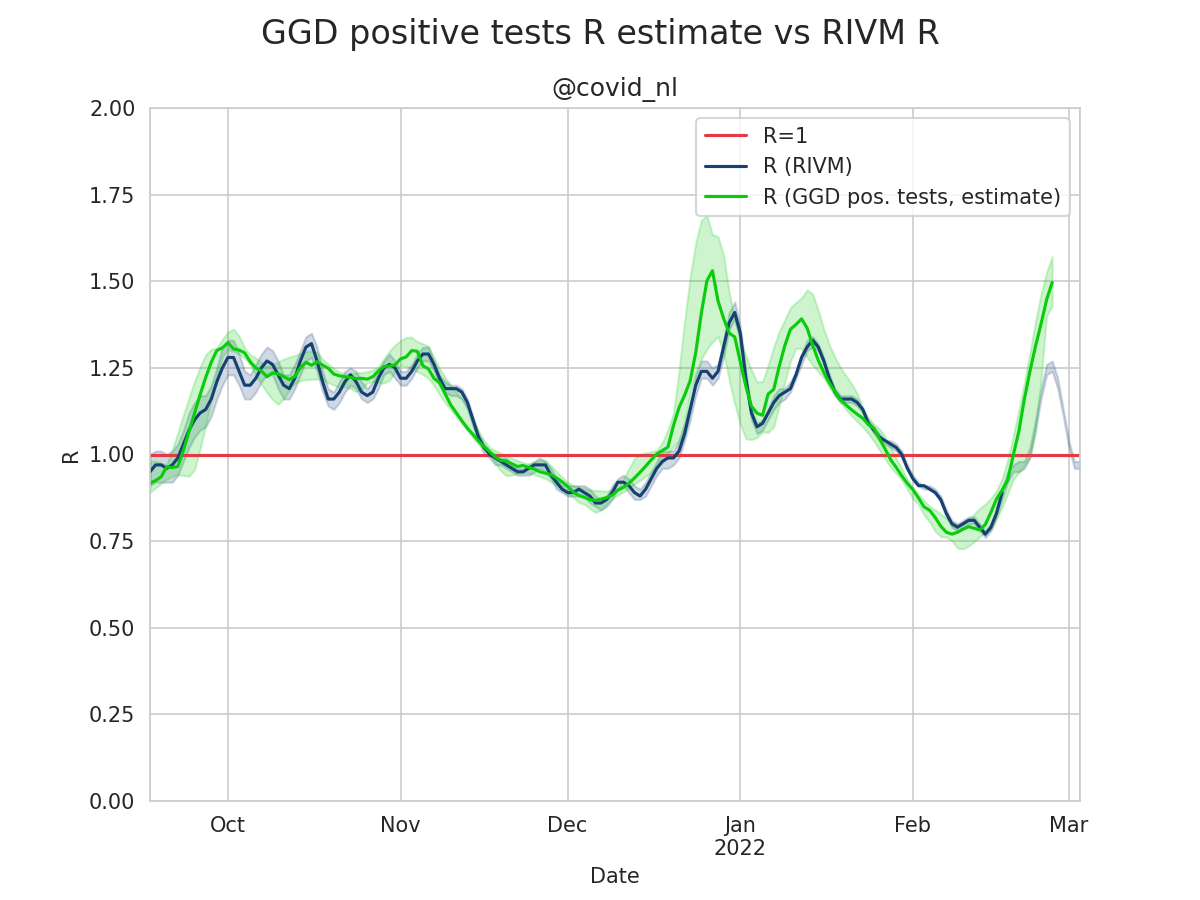 GGD positive tests R estimate vs RIVM R
@covid_nl
R=1
R (RIVM)
R (GGD pos. tests, estimate)
2.00
1.75
1.50
1.25
1.00
0.75
0.50
0.25
0.00
R
Oct
Nov
Dec
Jan
2022
Feb
Mar
Date